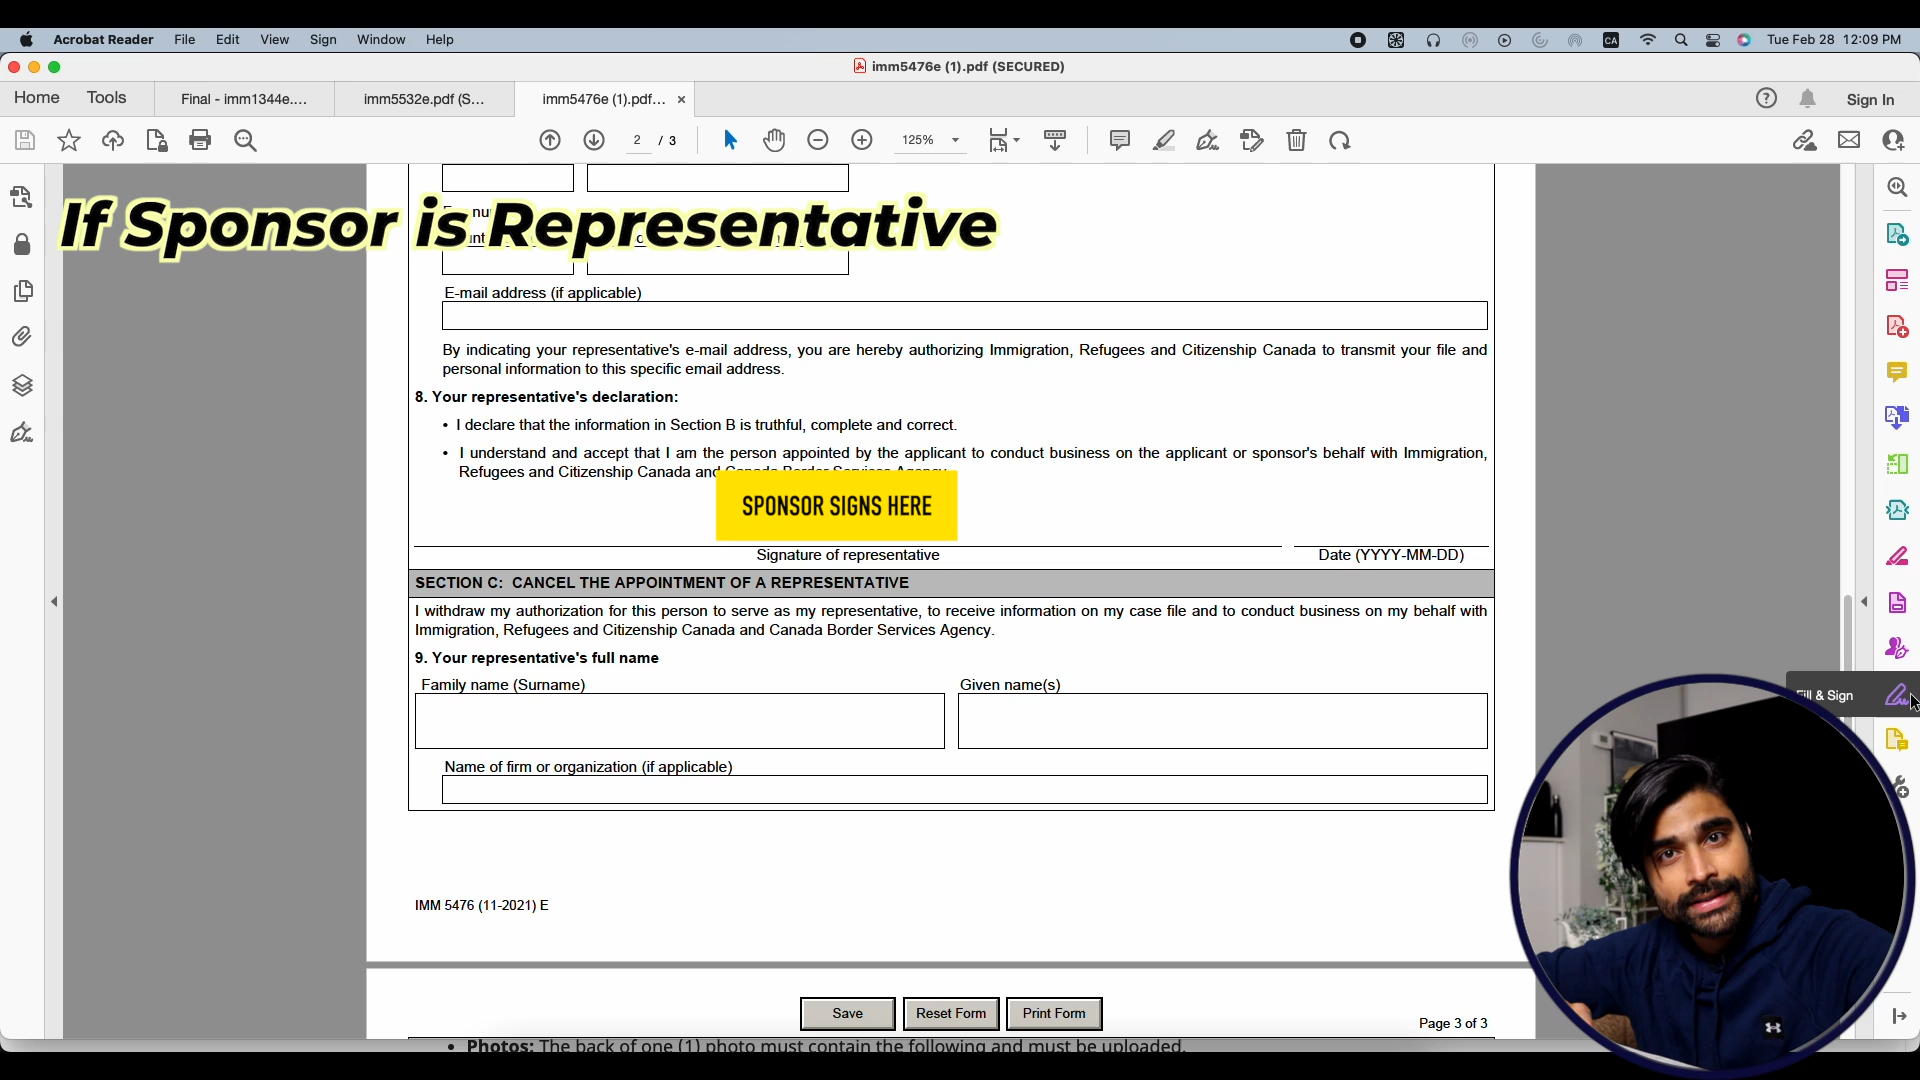 Acrobat Reader File Edit View Sign Window Help
CA Tue Feb 28 12:09 PM
imm5476e (1).pdf (SECURED)
Home Tools Final - imm1344e.... imm5532e.pdf (S... imm5476e (1).pdf... × Sign In
2 / 3 125%
If Sponsor is Representative
E-mail address (if applicable)
By indicating your representative's e-mail address, you are hereby authorizing Immigration, Refugees and Citizenship Canada to transmit your file and
personal information to this specific email address.
8. Your representative's declaration:
• I declare that the information in Section B is truthful, complete and correct.
• I understand and accept that I am the person appointed by the applicant to conduct business on the applicant or sponsor's behalf with Immigration,
Refugees and Citizenship Canada and Canada Border Services Agency.
SPONSOR SIGNS HERE
Signature of representative Date (YYYY-MM-DD)
SECTION C: CANCEL THE APPOINTMENT OF A REPRESENTATIVE
I withdraw my authorization for this person to serve as my representative, to receive information on my case file and to conduct business on my behalf with
Immigration, Refugees and Citizenship Canada and Canada Border Services Agency.
9. Your representative's full name
Family name (Surname) Given name(s)
Fill & Sign
Name of firm or organization (if applicable)
IMM 5476 (11-2021) E
Save Reset Form Print Form
Page 3 of 3
• Photos: The back of one (1) photo must contain the following and must be uploaded.